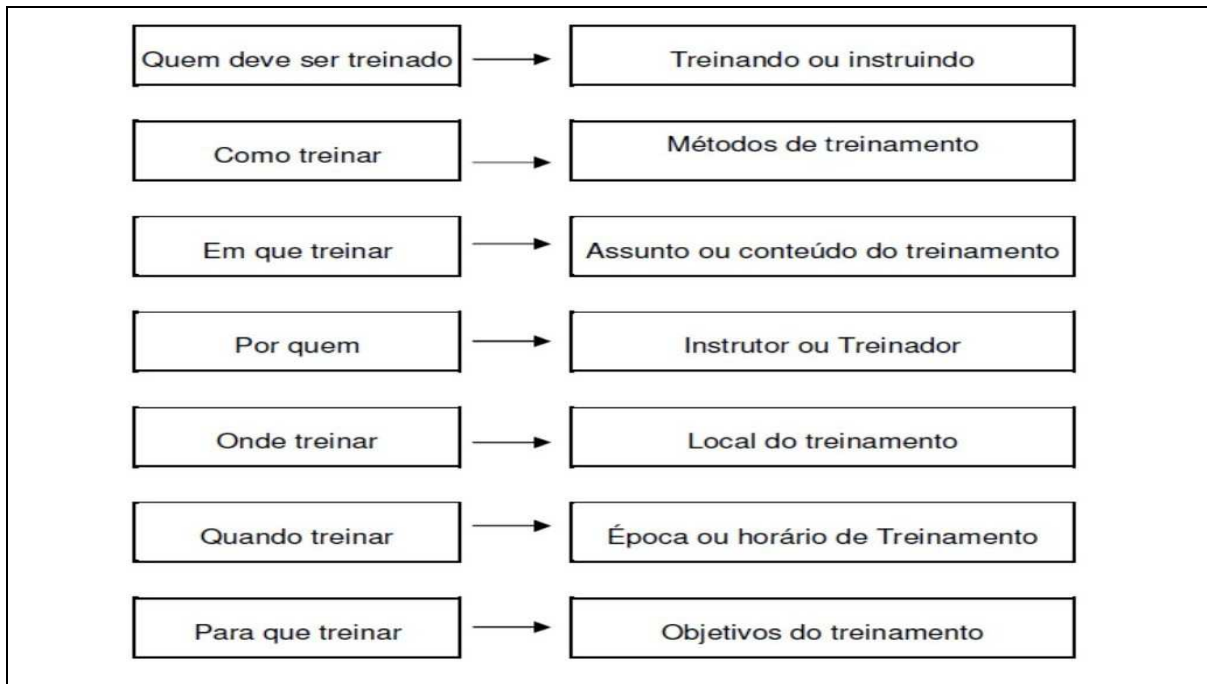 Quem deve ser treinado
Treinando ou instruindo
Como treinar
Métodos de treinamento
Em que treinar
Assunto ou conteúdo do treinamento
Por quem
Instrutor ou Treinador
Onde treinar
Local do treinamento
Quando treinar
Época ou horário de Treinamento
Para que treinar
Objetivos do treinamento